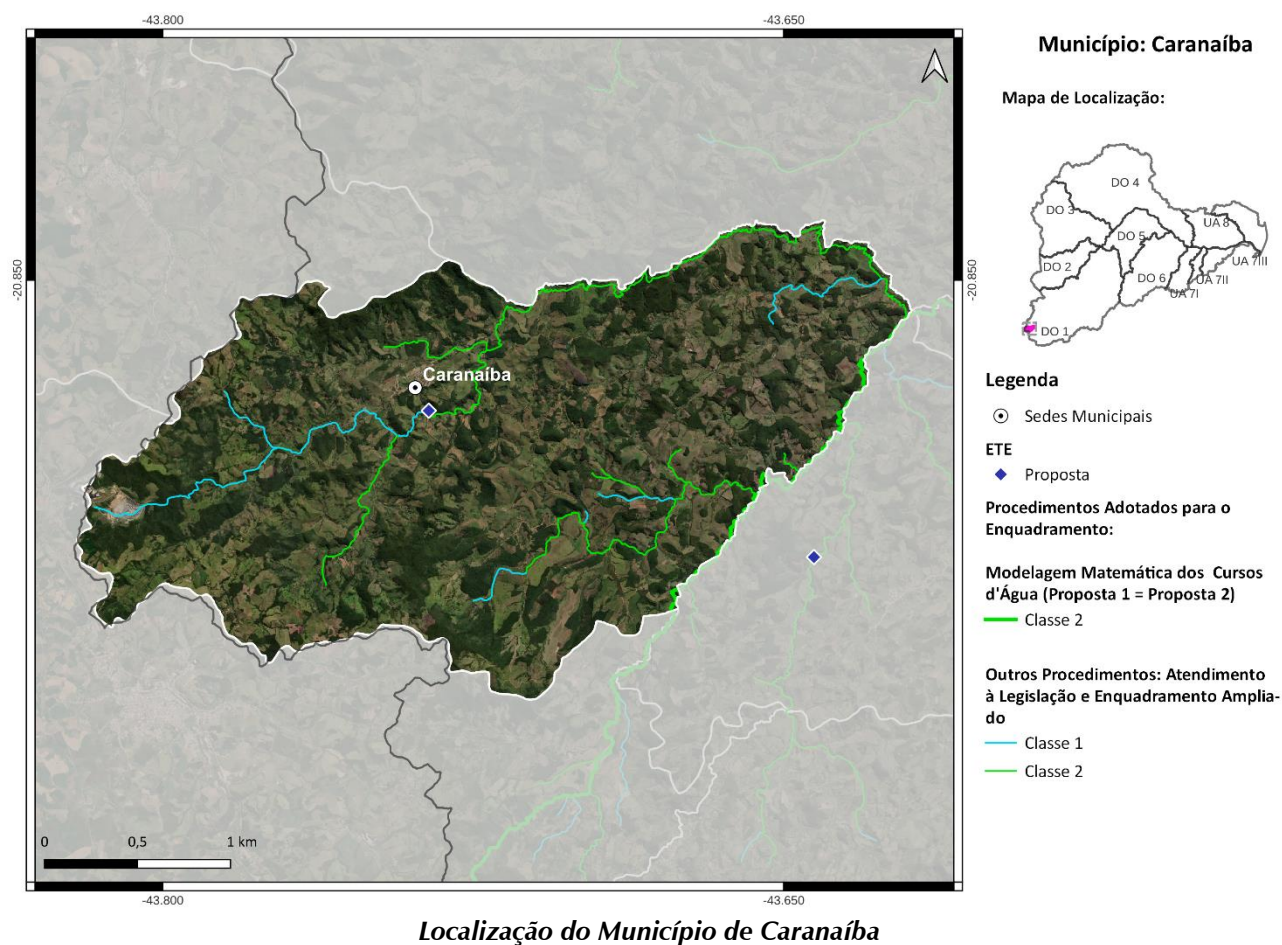 -43.800
-43.650
-20.850
-20.850
Caranaíba
0
0,5
1 km
-43.800
-43.650
Município: Caranaíba
Mapa de Localização:
DO 4
DO 3
DO 5
UA 8
DO 2
DO 6
UA 7III
UA 7II
UA 7I
DO 1
Legenda
Sedes Municipais
ETE
Proposta
Procedimentos Adotados para o
Enquadramento:
Modelagem Matemática dos Cursos
d'Água (Proposta 1 = Proposta 2)
Classe 2
Outros Procedimentos: Atendimento
à Legislação e Enquadramento Amplia-
do
Classe 1
Classe 2
Localização do Município de Caranaíba